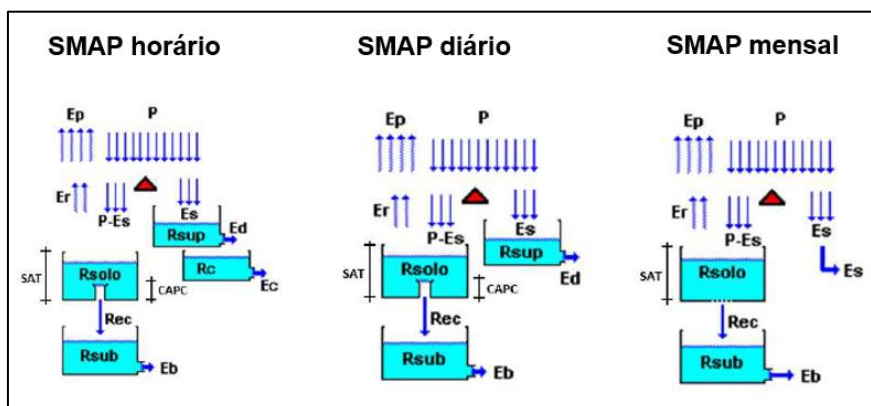 SMAP horário
Ep
P
Er
P-Es
Es
Ed
Rsup
SAT
Rsolo
CAPC
Rc
Ec
Rec
Rsub
Eb
SMAP diário
Ep
P
Er
P-Es
Es
Rsup
Ed
SAT
Rsolo
CAPC
Rec
Rsub
Eb
SMAP mensal
Ep
P
Er
P-Es
Es
SAT
Rsolo
Es
Rec
Rsub
Eb